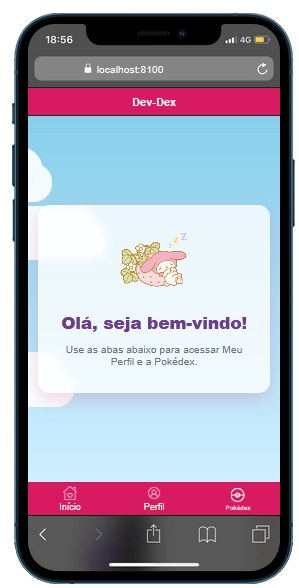 18:56
4G
localhost:8100
Dev-Dex
z z Z
Olá, seja bem-vindo!
Use as abas abaixo para acessar Meu
Perfil e a Pokédex.
Início Perfil Pokédex